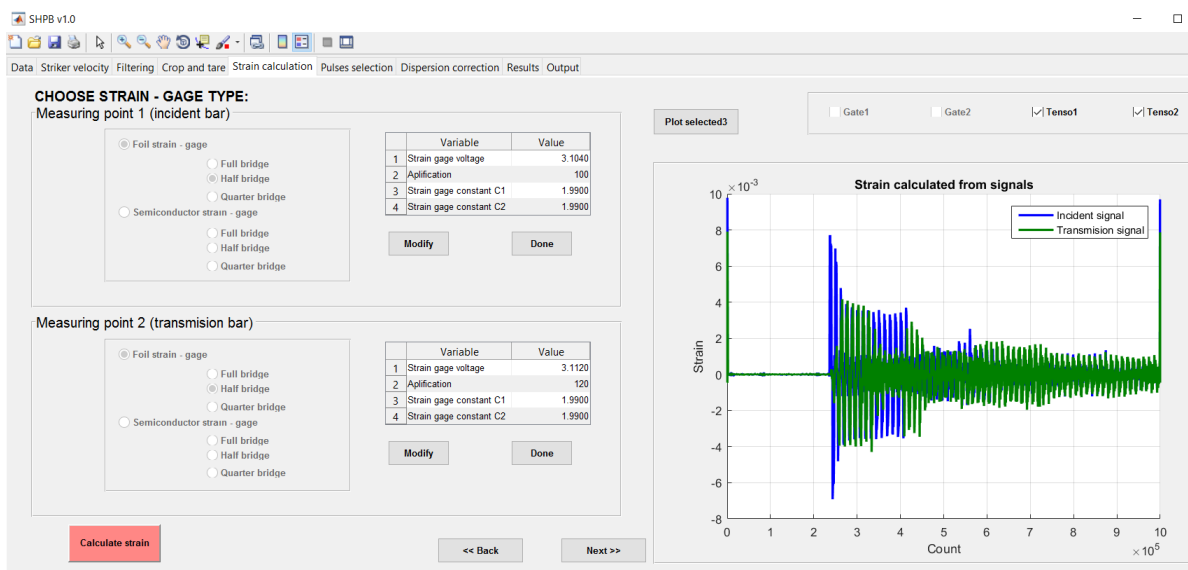 SHPB v1.0
Data Striker velocity Filtering Crop and tare Strain calculation Pulses selection Dispersion correction Results Output
CHOOSE STRAIN - GAGE TYPE:
Measuring point 1 (incident bar)
Foil strain - gage
Full bridge
Half bridge
Quarter bridge
Semiconductor strain - gage
Full bridge
Half bridge
Quarter bridge
Variable Value
1 Strain gage voltage 3.1040
2 Aplification 100
3 Strain gage constant C1 1.9900
4 Strain gage constant C2 1.9900
Modify Done
Measuring point 2 (transmision bar)
Foil strain - gage
Full bridge
Half bridge
Quarter bridge
Semiconductor strain - gage
Full bridge
Half bridge
Quarter bridge
Variable Value
1 Strain gage voltage 3.1120
2 Aplification 120
3 Strain gage constant C1 1.9900
4 Strain gage constant C2 1.9900
Modify Done
Calculate strain
<< Back Next >>
Plot selected3
Gate1 Gate2 Tenso1 Tenso2
Strain calculated from signals
×10⁻³
Incident signal
Transmision signal
10
8
6
4
2
0
-2
-4
-6
-8
Strain
0 1 2 3 4 5 6 7 8 9 10
Count
×10⁵